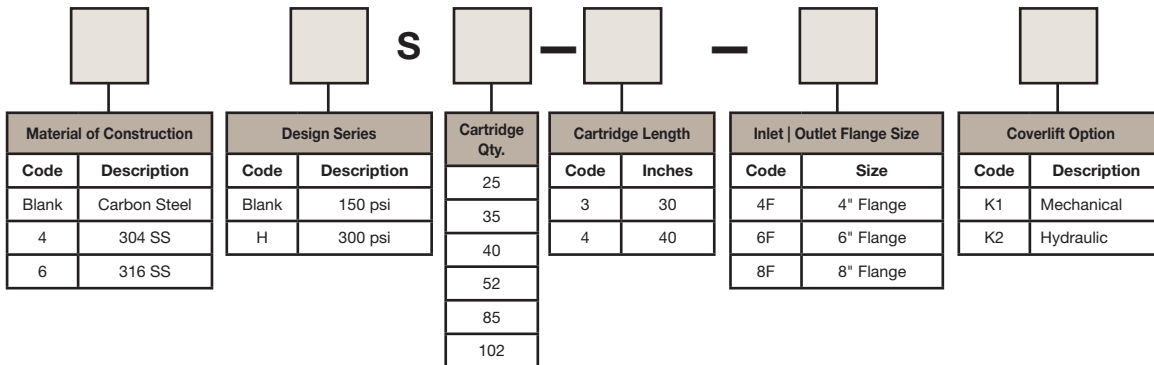 S — —
Material of Construction
Code Description
Blank Carbon Steel
4 304 SS
6 316 SS
Design Series
Code Description
Blank 150 psi
H 300 psi
Cartridge
Qty.
25
35
40
52
85
102
Cartridge Length
Code Inches
3 30
4 40
Inlet | Outlet Flange Size
Code Size
4F 4" Flange
6F 6" Flange
8F 8" Flange
Coverlift Option
Code Description
K1 Mechanical
K2 Hydraulic